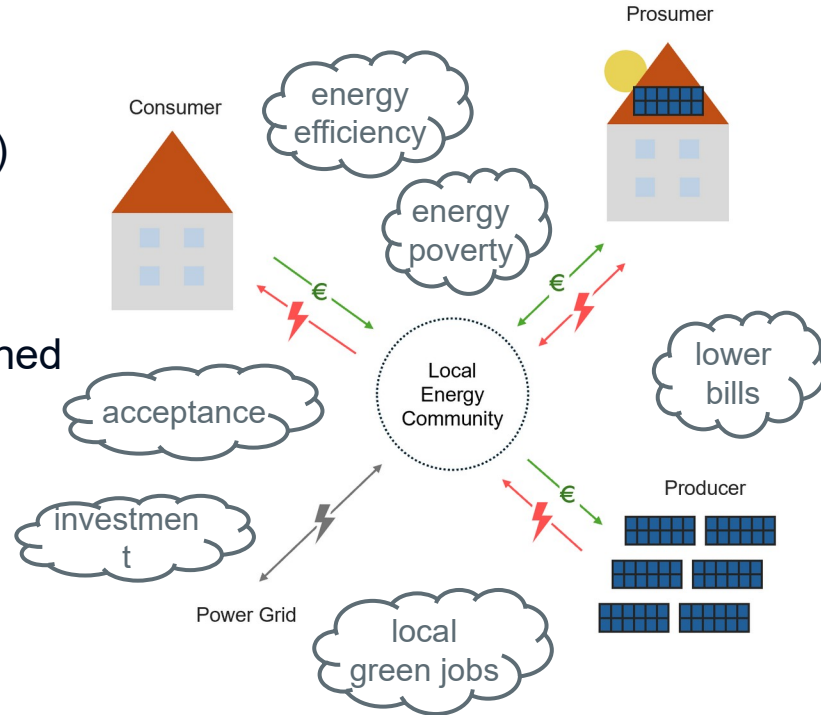 Prosumer
energy
efficiency
Consumer
)
energy
poverty
€
€
ned
Local
Energy
Community
lower
bills
acceptance
€
Producer
investmen
t
Power Grid
local
green jobs